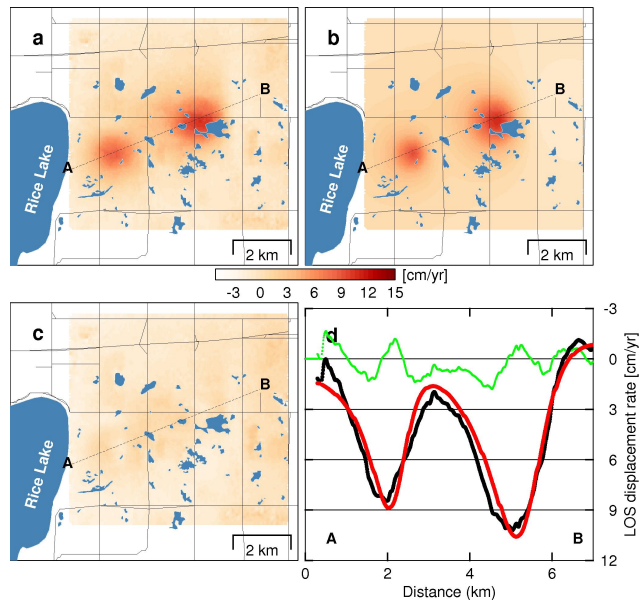 a
B
A
Rice Lake
2 km
b
B
A
Rice Lake
2 km
-3 0 3 6 9 12 15 [cm/yr]
c
B
A
Rice Lake
2 km
d
-3
0
3
6
9
12
LOS displacement rate [cm/yr]
A B
0 2 4 6
Distance (km)